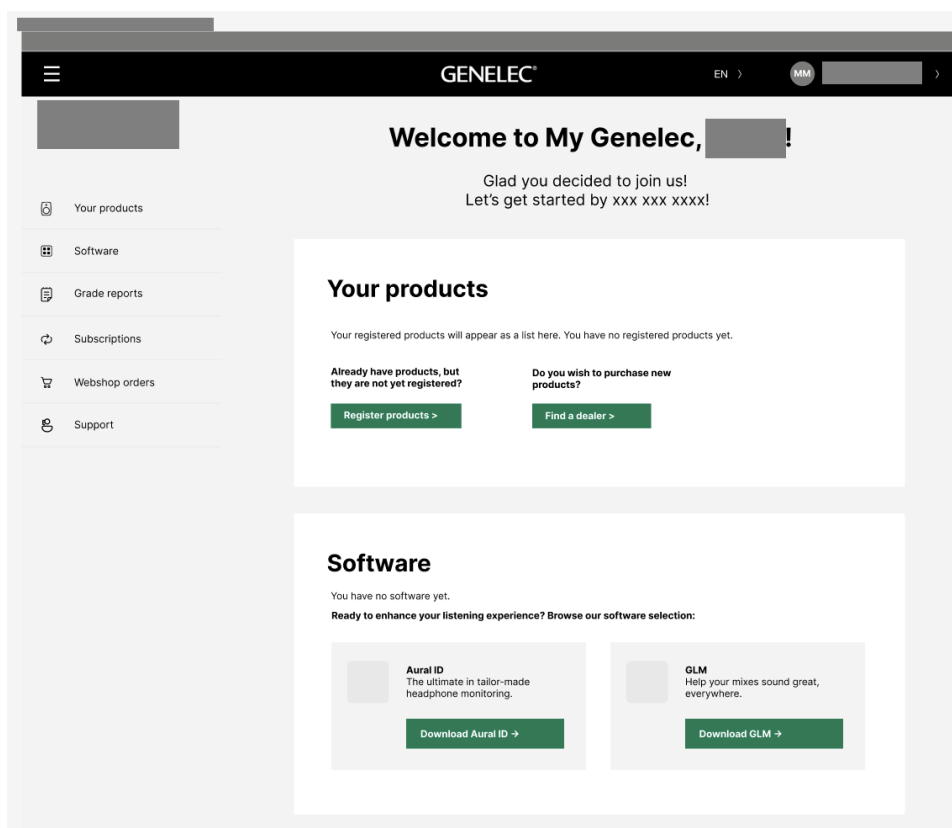 GENELEC®
EN 〉
MM
〉
Welcome to My Genelec, !
Glad you decided to join us!
Let's get started by xxx xxx xxxx!
Your products
Software
Grade reports
Subscriptions
Webshop orders
Support
Your products
Your registered products will appear as a list here. You have no registered products yet.
Already have products, but
they are not yet registered?
Register products >
Do you wish to purchase new
products?
Find a dealer >
Software
You have no software yet.
Ready to enhance your listening experience? Browse our software selection:
Aural ID
The ultimate in tailor-made
headphone monitoring.
Download Aural ID →
GLM
Help your mixes sound great,
everywhere.
Download GLM →